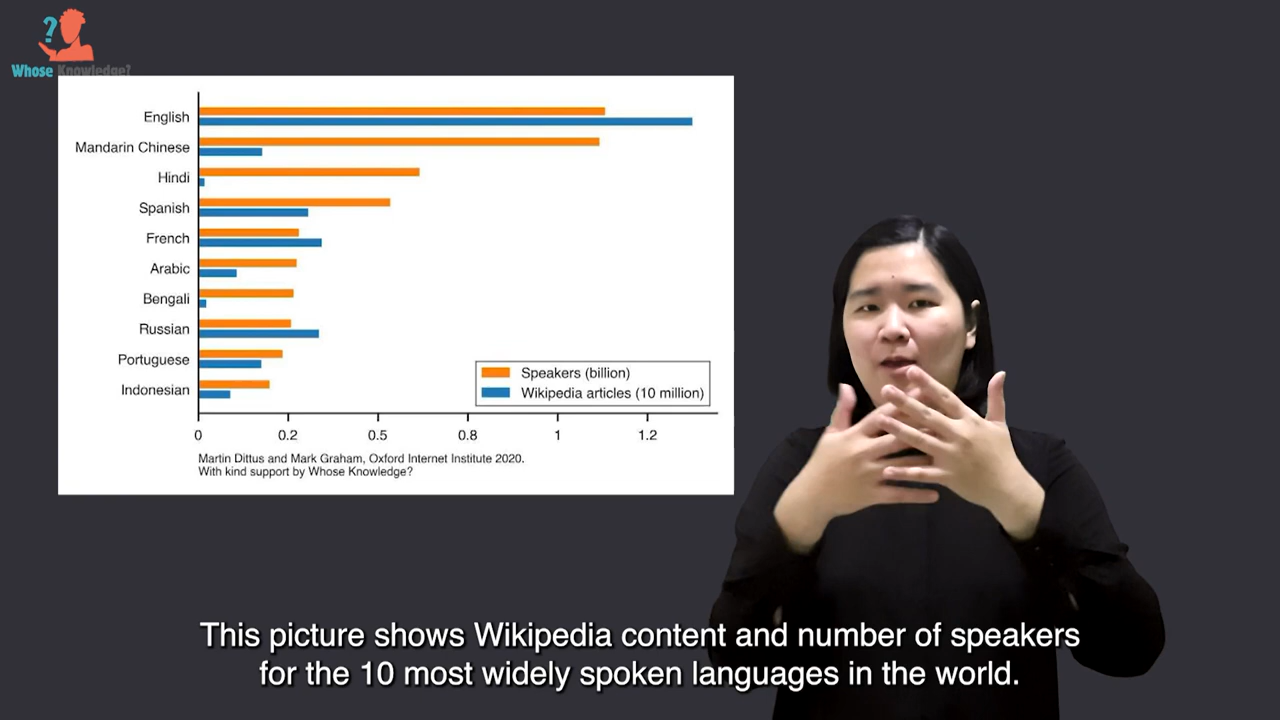 Whose Knowledge?
English
Mandarin Chinese
Hindi
Spanish
French
Arabic
Bengali
Russian
Portuguese
Indonesian
Speakers (billion)
Wikipedia articles (10 million)
0 0.2 0.5 0.8 1 1.2
Martin Dittus and Mark Graham, Oxford Internet Institute 2020.
With kind support by Whose Knowledge?
This picture shows Wikipedia content and number of speakers
for the 10 most widely spoken languages in the world.